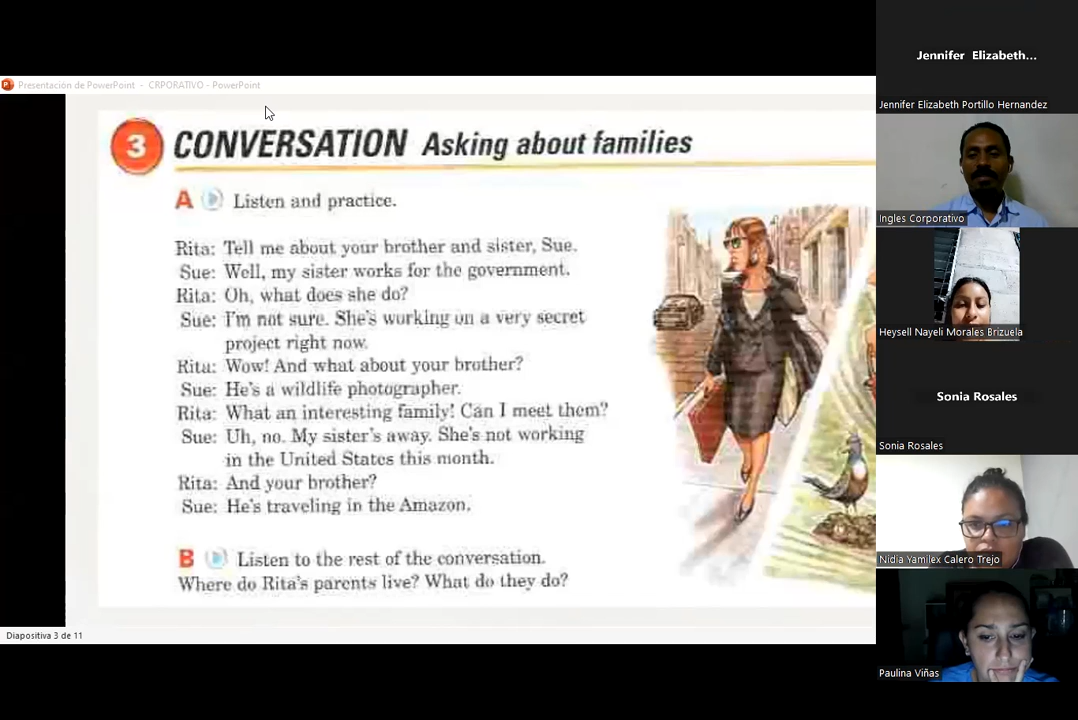 Presentación de PowerPoint - CRPORATIVO - PowerPoint
3 CONVERSATION Asking about families
A Listen and practice.
Rita: Tell me about your brother and sister, Sue.
Sue: Well, my sister works for the government.
Rita: Oh, what does she do?
Sue: I'm not sure. She's working on a very secret
project right now.
Rita: Wow! And what about your brother?
Sue: He's a wildlife photographer.
Rita: What an interesting family! Can I meet them?
Sue: Uh, no. My sister's away. She's not working
in the United States this month.
Rita: And your brother?
Sue: He's traveling in the Amazon.
B Listen to the rest of the conversation.
Where do Rita's parents live? What do they do?
Diapositiva 3 de 11
Jennifer Elizabeth...
Jennifer Elizabeth Portillo Hernandez
Ingles Corporativo
Heysell Nayeli Morales Brizuela
Sonia Rosales
Sonia Rosales
Nidia Yamilex Calero Trejo
Paulina Viñas